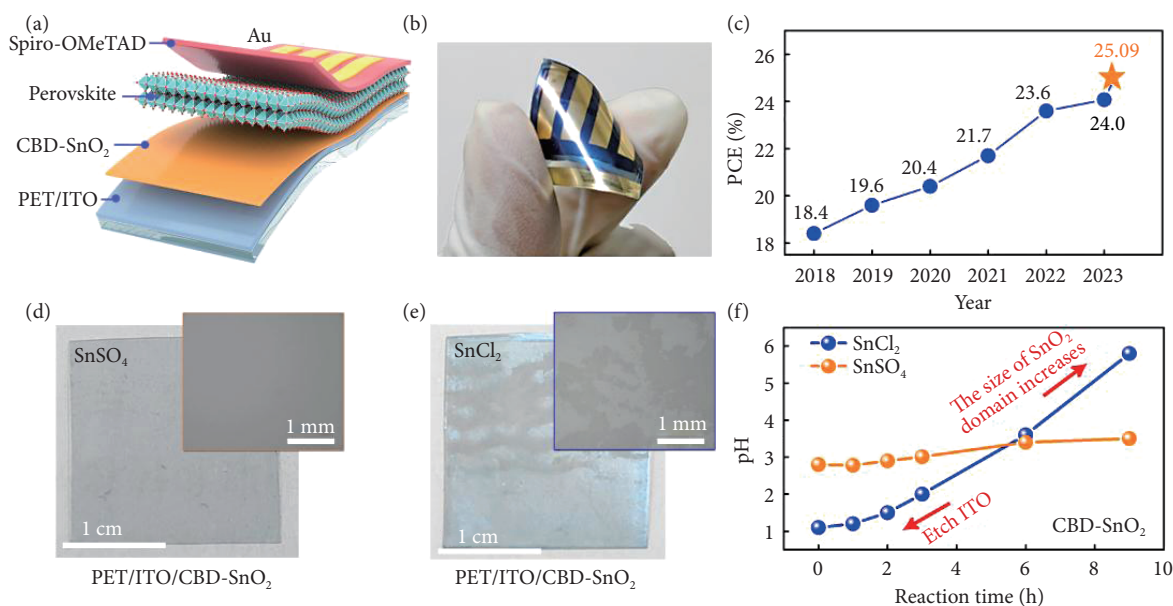 (a)
Spiro-OMeTAD
Au
Perovskite
CBD-SnO₂
PET/ITO
(b)
(c)
26
24
22
20
18
PCE (%)
18.4
19.6
20.4
21.7
23.6
24.0
25.09
2018 2019 2020 2021 2022 2023
Year
(d)
SnSO₄
1 mm
1 cm
PET/ITO/CBD-SnO₂
(e)
SnCl₂
1 mm
1 cm
PET/ITO/CBD-SnO₂
(f)
SnCl₂
SnSO₄
The size of SnO₂
domain increases
Etch ITO
CBD-SnO₂
6
5
4
3
2
1
pH
0 2 4 6 8 10
Reaction time (h)